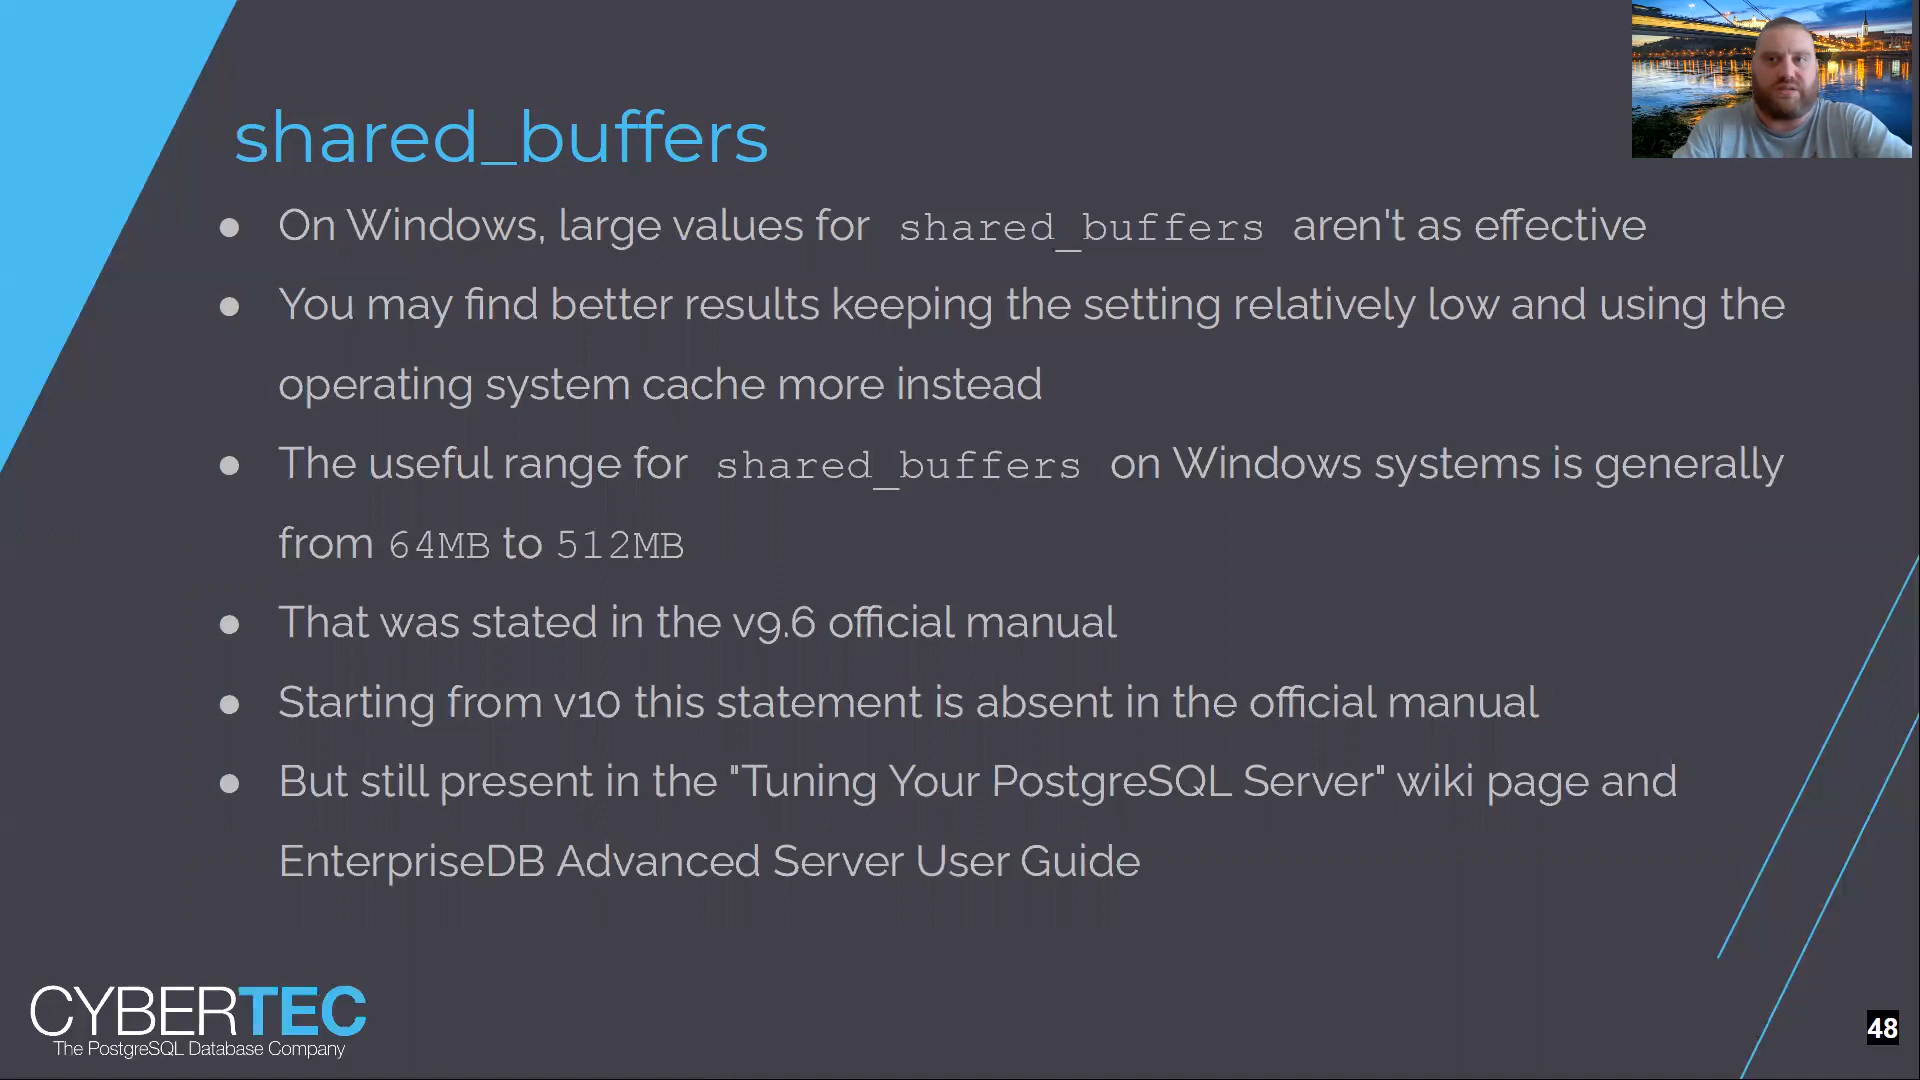 shared_buffers
● On Windows, large values for shared_buffers aren't as effective
● You may find better results keeping the setting relatively low and using the
operating system cache more instead
● The useful range for shared_buffers on Windows systems is generally
from 64MB to 512MB
● That was stated in the v9.6 official manual
● Starting from v10 this statement is absent in the official manual
● But still present in the "Tuning Your PostgreSQL Server" wiki page and
EnterpriseDB Advanced Server User Guide
CYBERTEC
The PostgreSQL Database Company
48